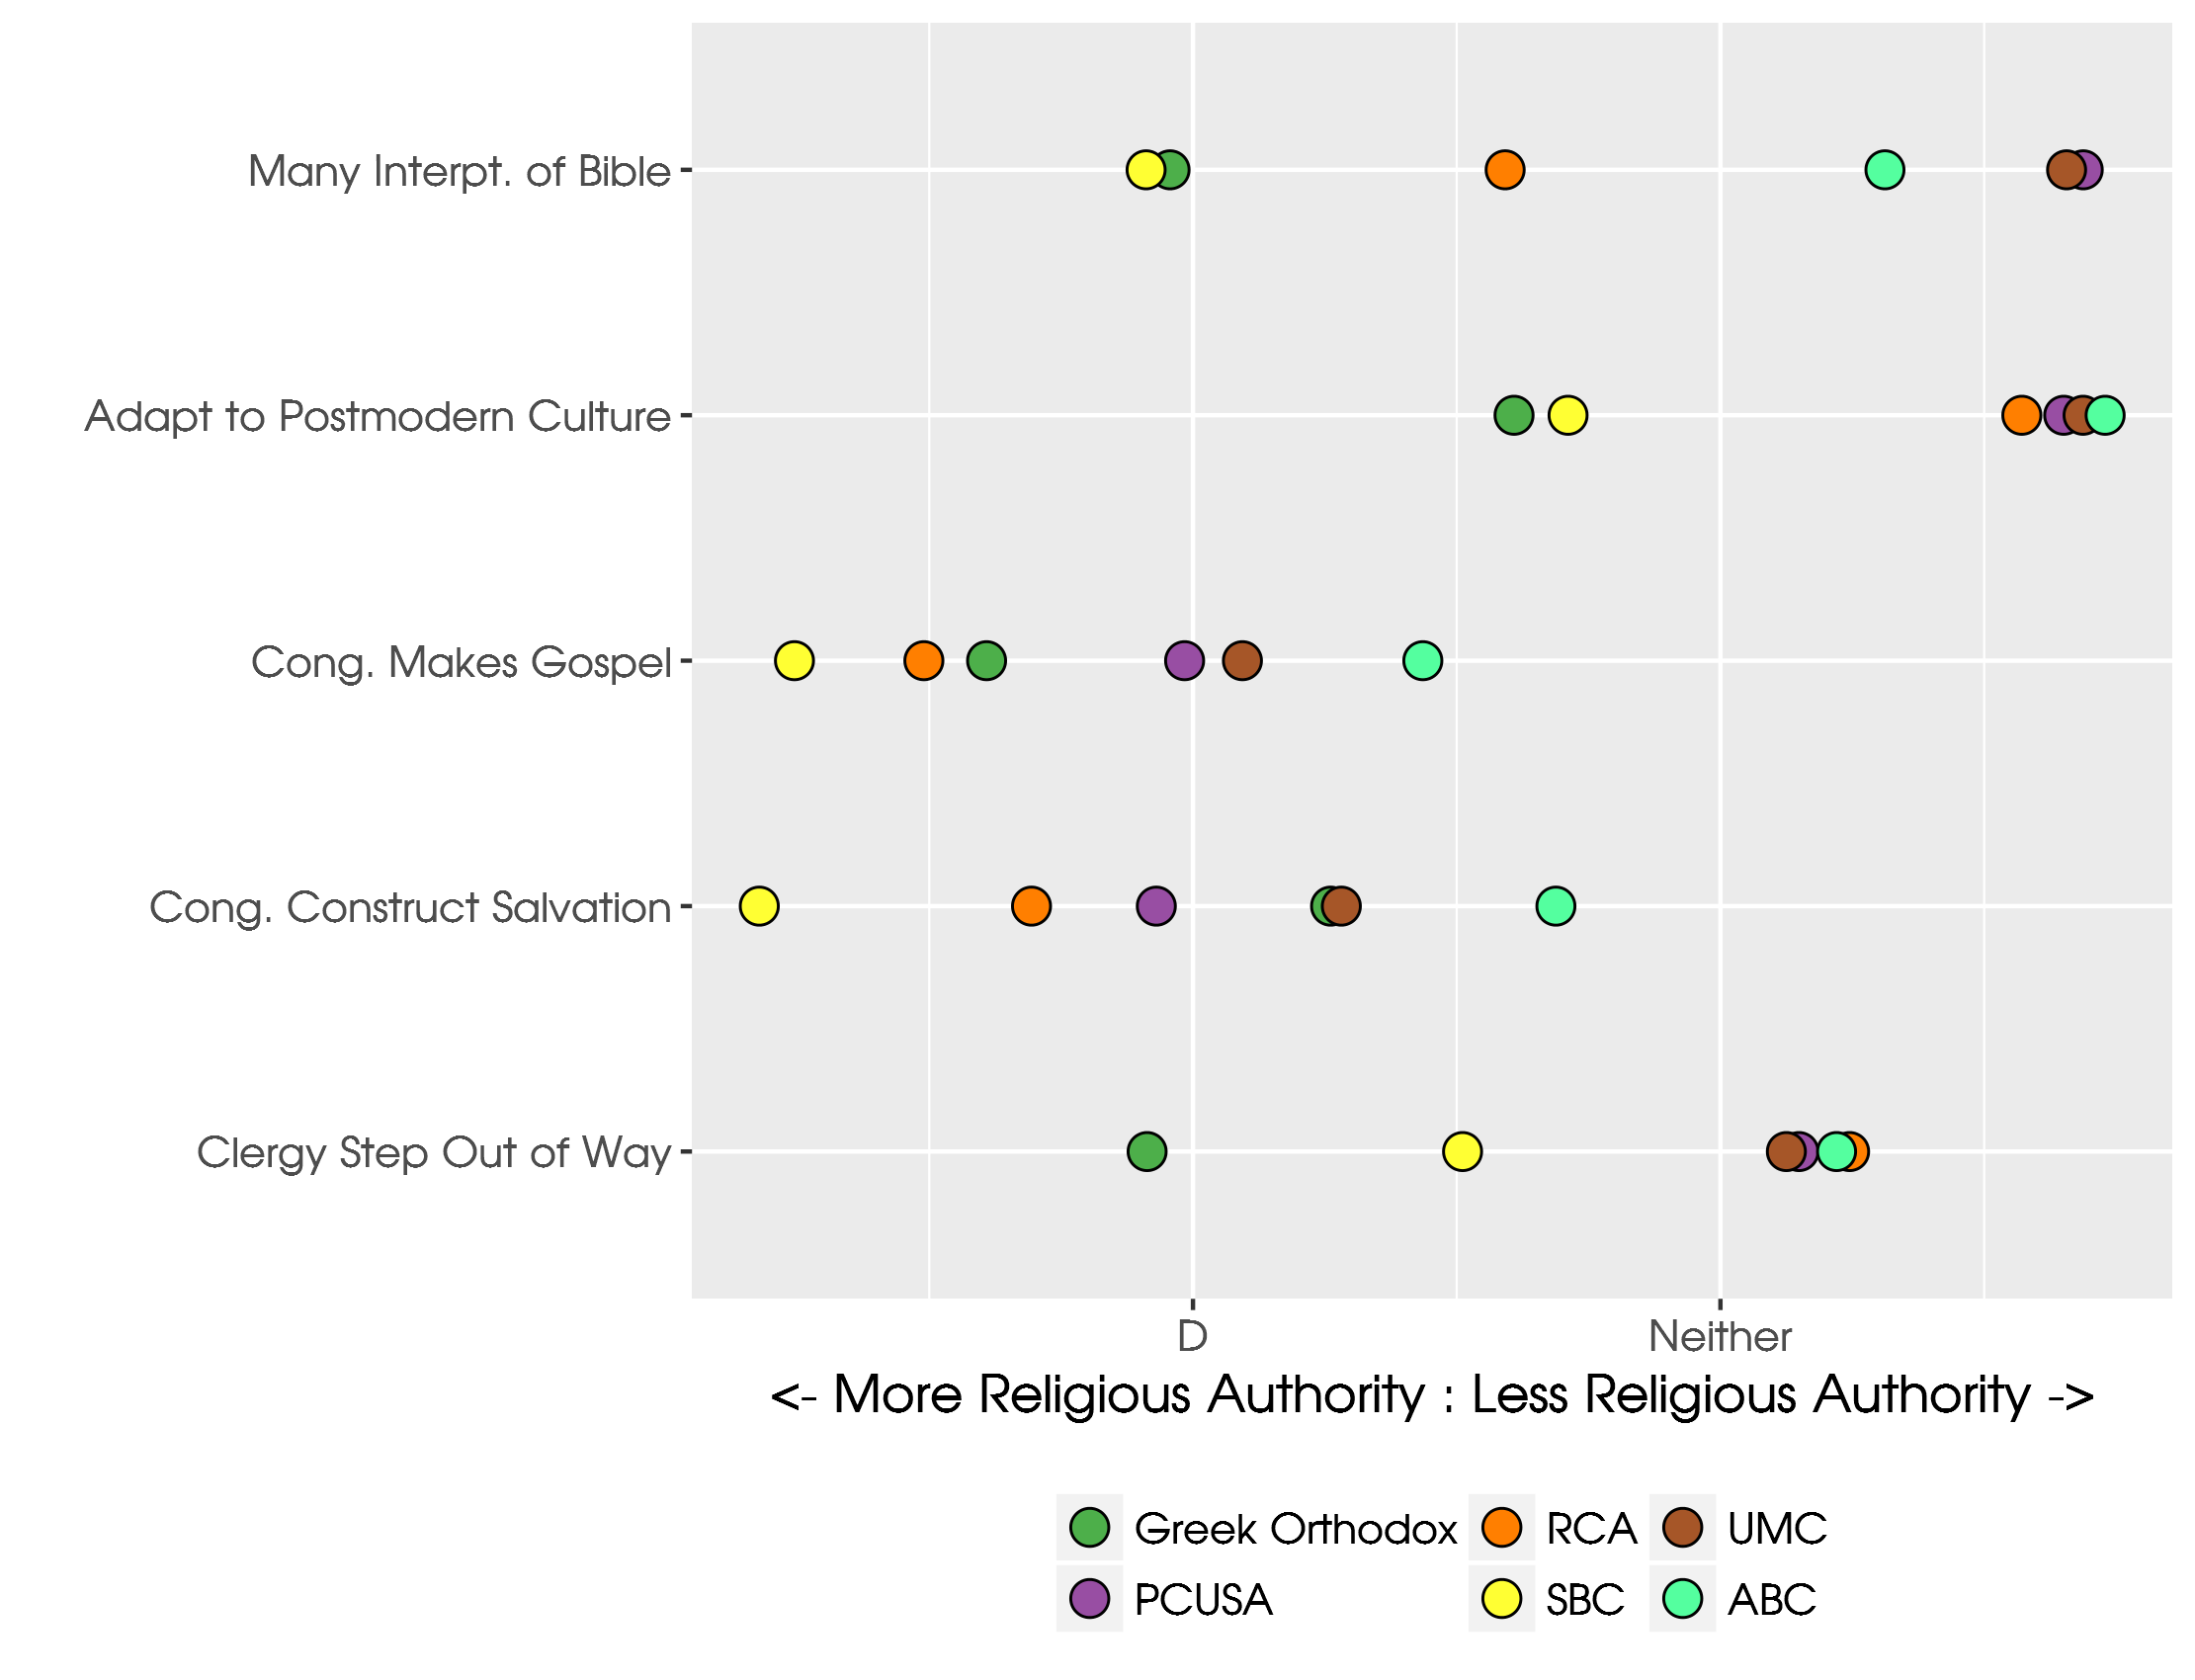 Many Interpt. of Bible
Adapt to Postmodern Culture
Cong. Makes Gospel
Cong. Construct Salvation
Clergy Step Out of Way
D Neither
<- More Religious Authority : Less Religious Authority ->
Greek Orthodox RCA UMC
PCUSA SBC ABC